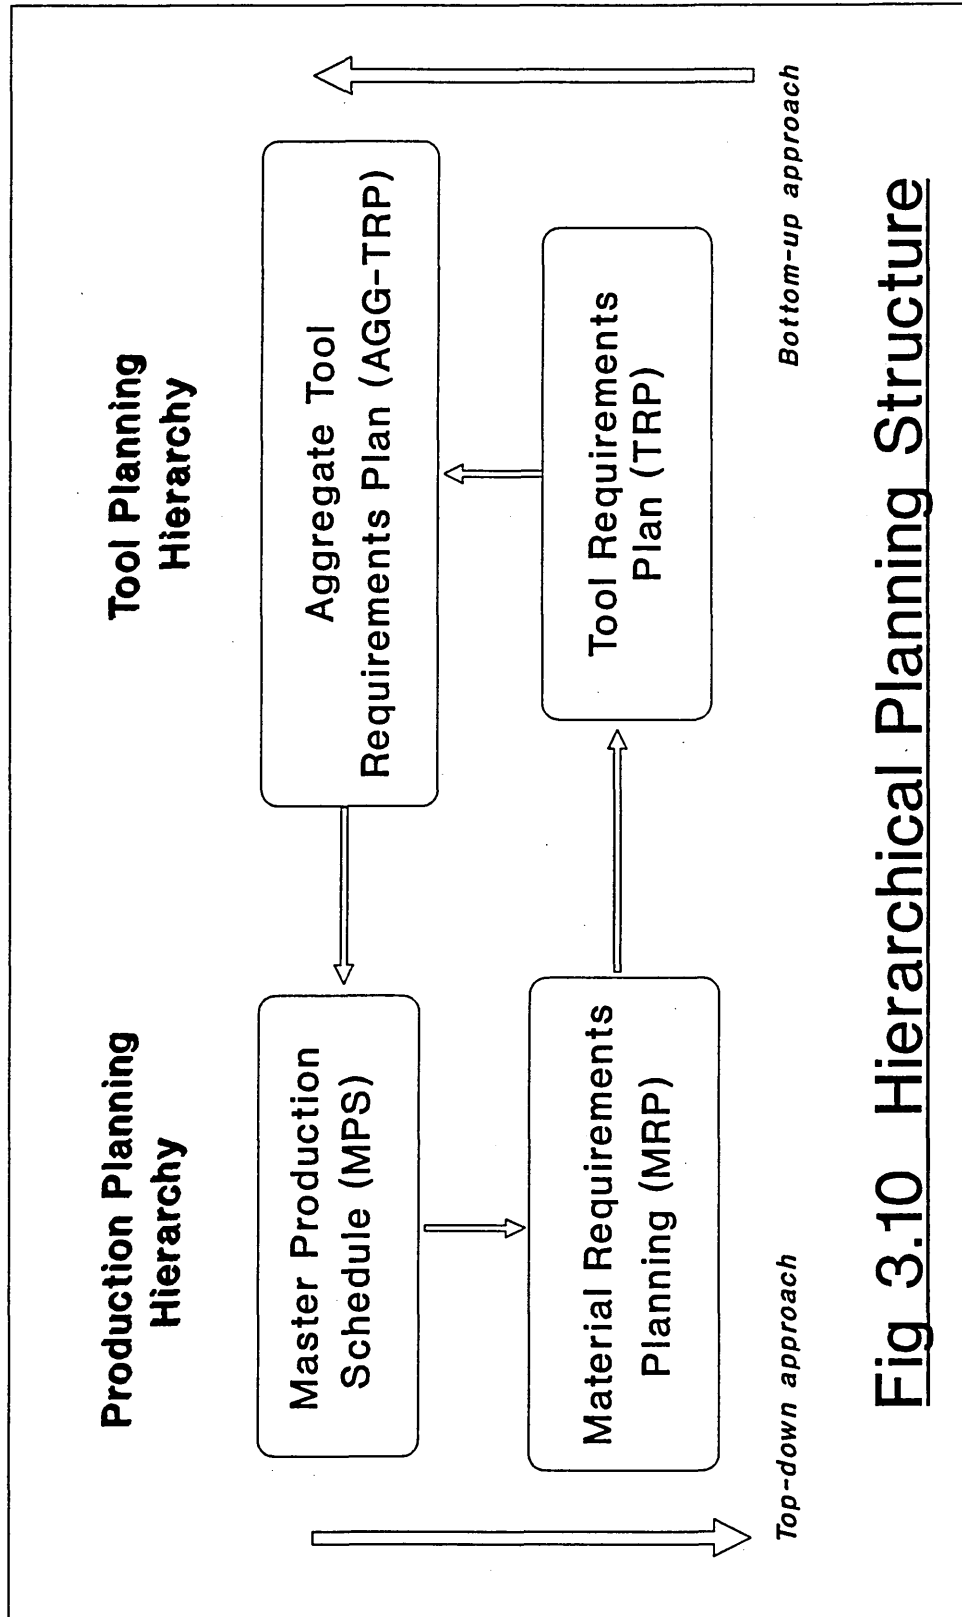 Production Planning
Hierarchy
Tool Planning
Hierarchy
Master Production
Schedule (MPS)
Aggregate Tool
Requirements Plan (AGG-TRP)
Material Requirements
Planning (MRP)
Tool Requirements
Plan (TRP)
Top-down approach
Bottom-up approach
Fig 3.10 Hierarchical Planning Structure